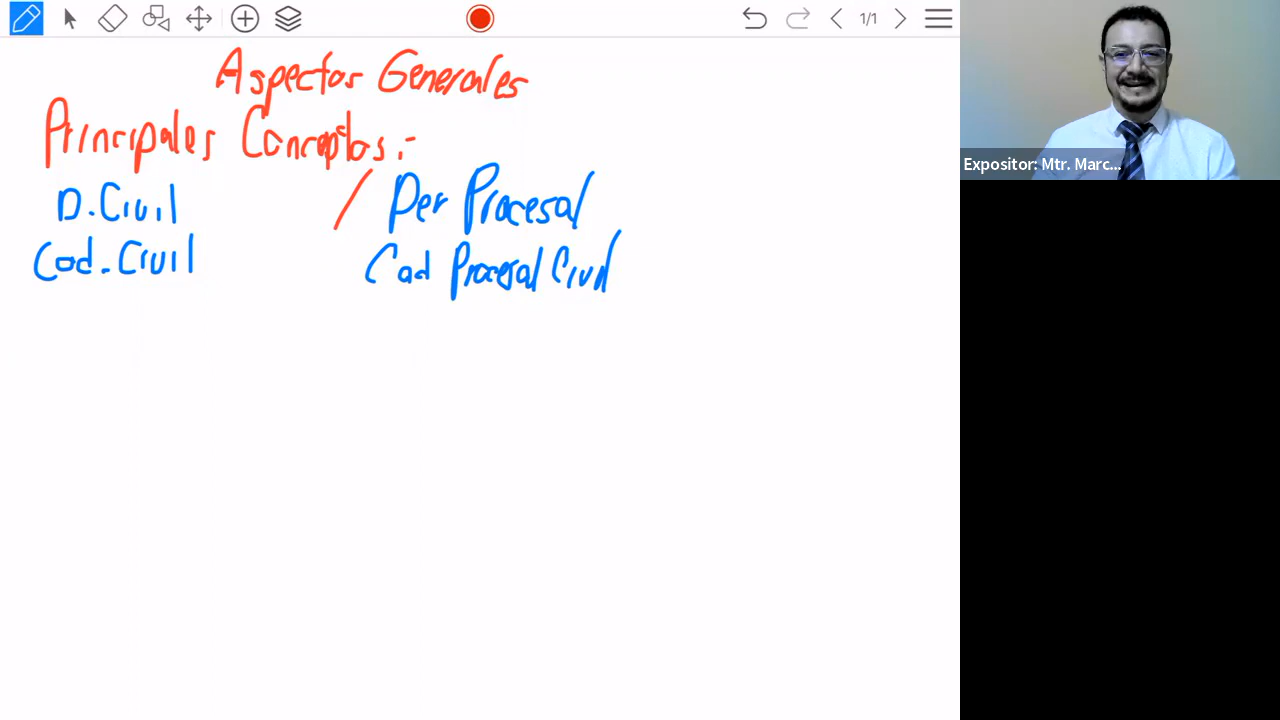 1/1
Aspectos Generales
Principales Conceptos :-
D. Civil / Der Procesal
Cod. Civil Cod Procesal Civil
Expositor: Mtr. Marc...